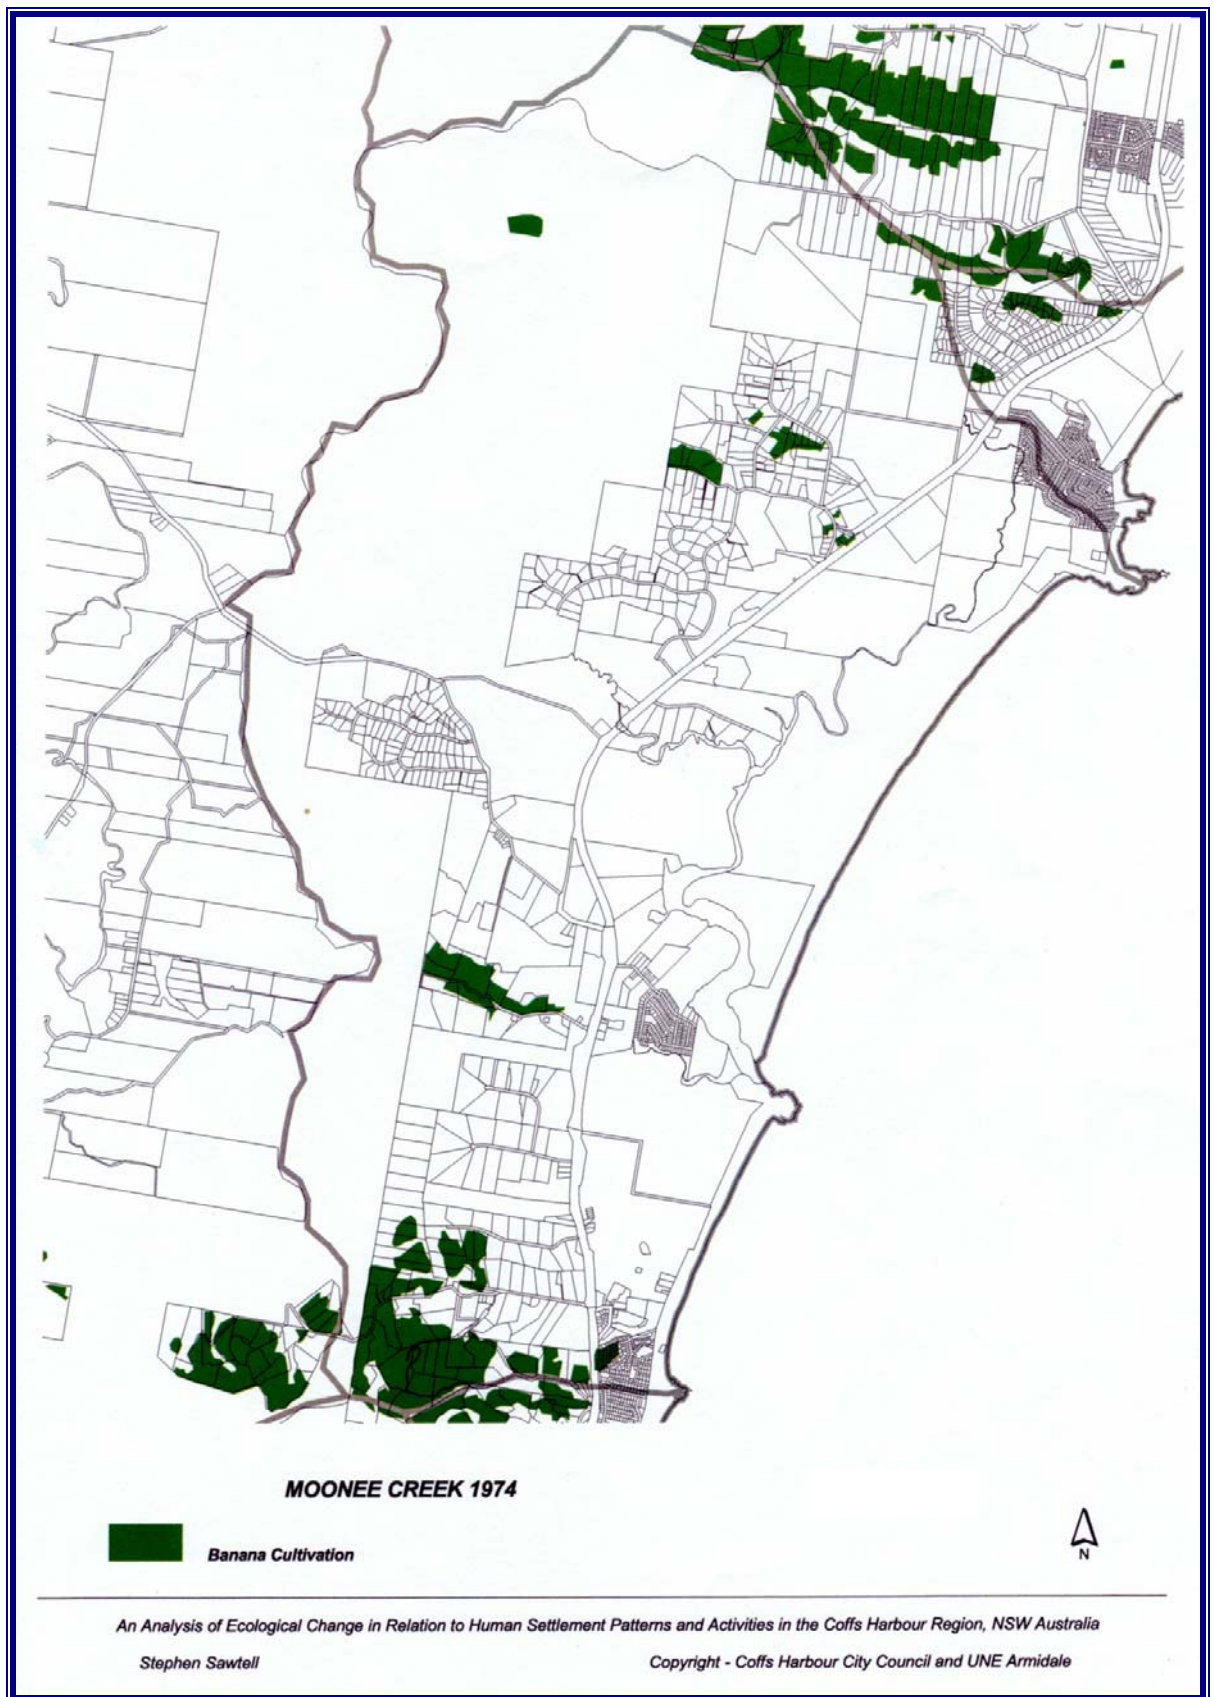 MOONEE CREEK 1974
Banana Cultivation
N
An Analysis of Ecological Change in Relation to Human Settlement Patterns and Activities in the Coffs Harbour Region, NSW Australia
Stephen Sawtell
Copyright - Coffs Harbour City Council and UNE Armidale